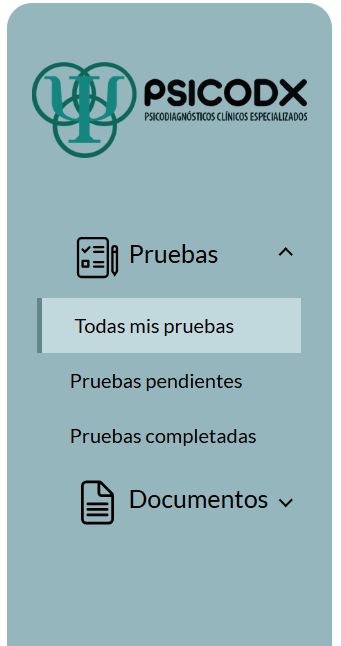 Ψ
PSICODX
PSICODIAGNÓSTICOS CLÍNICOS ESPECIALIZADOS
Pruebas
Todas mis pruebas
Pruebas pendientes
Pruebas completadas
Documentos